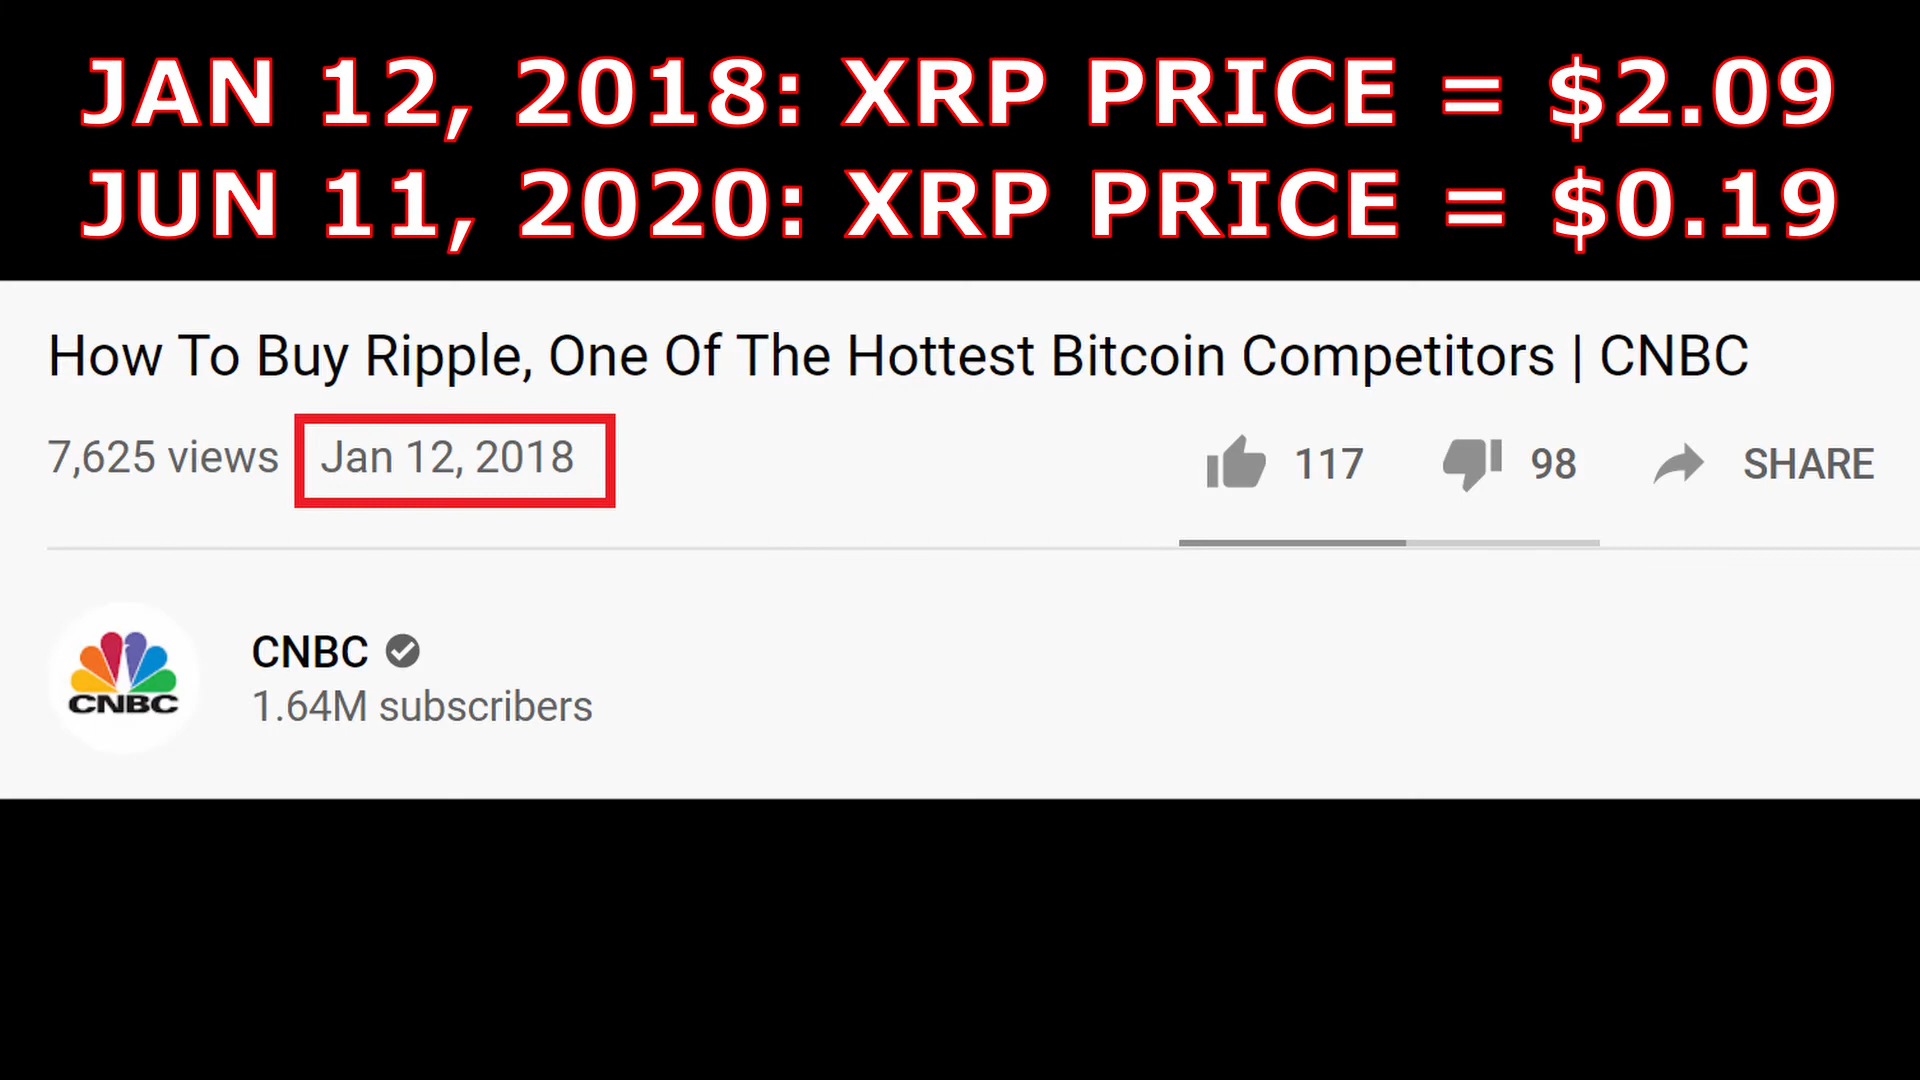 JAN 12, 2018: XRP PRICE = $2.09
JUN 11, 2020: XRP PRICE = $0.19
How To Buy Ripple, One Of The Hottest Bitcoin Competitors | CNBC
7,625 views Jan 12, 2018 117 98 SHARE
CNBC
CNBC
1.64M subscribers